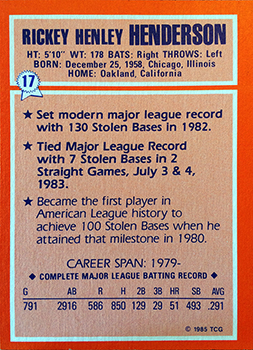 RICKEY HENLEY HENDERSON
HT: 5'10" WT: 178 BATS: Right THROWS: Left
BORN: December 25, 1958, Chicago, Illinois
HOME: Oakland, California
17
★ Set modern major league record
with 130 Stolen Bases in 1982.
★ Tied Major League Record
with 7 Stolen Bases in 2
Straight Games, July 3 & 4,
1983.
★ Became the first player in
American League history to
achieve 100 Stolen Bases when he
attained that milestone in 1980.
CAREER SPAN: 1979-
◆ COMPLETE MAJOR LEAGUE BATTING RECORD ◆
G AB R H 2B 3B HR SB AVG
791 2916 586 850 129 29 51 493 .291
© 1985 TCG